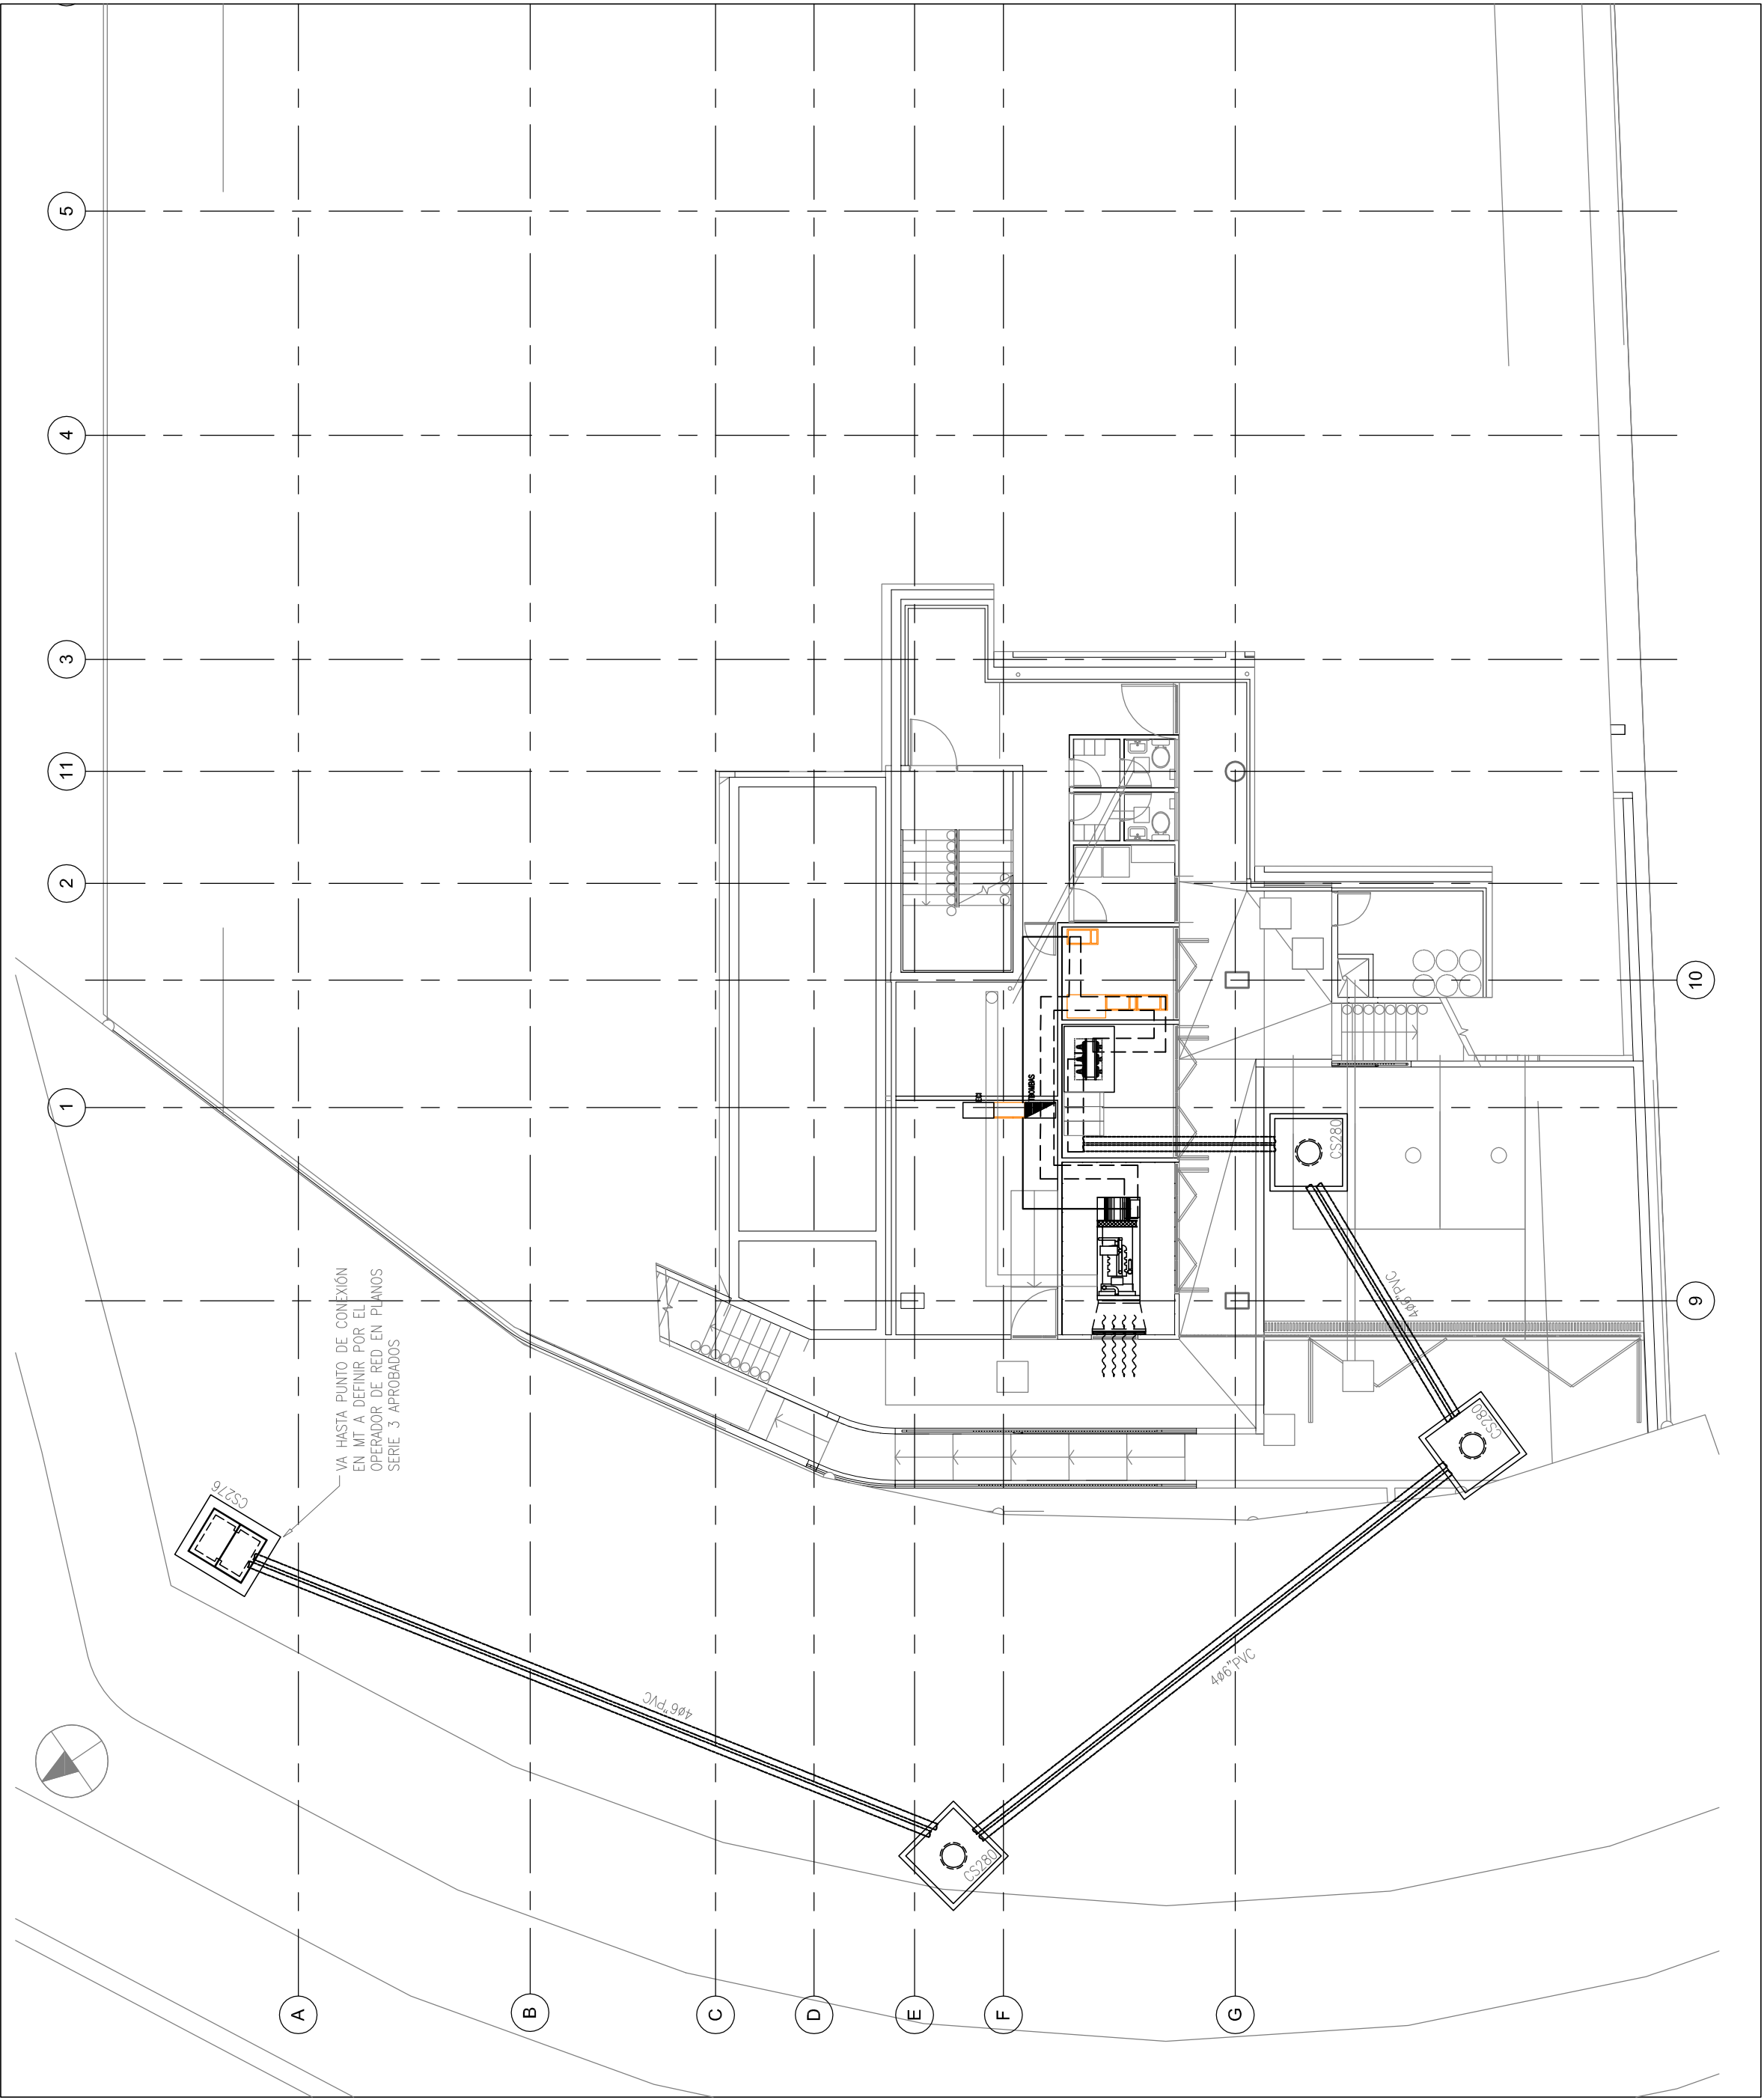 5
4
3
11
2
10
1
9
A
B
C
D
E
F
G
VA HASTA PUNTO DE CONEXIÓN
EN MT A DEFINIR POR EL
OPERADOR DE RED EN PLANOS
SERIE 3 APROBADOS
CS276
4ø6"PVC
CS280
4ø6"PVC
CS280
4ø6"PVC
CS280